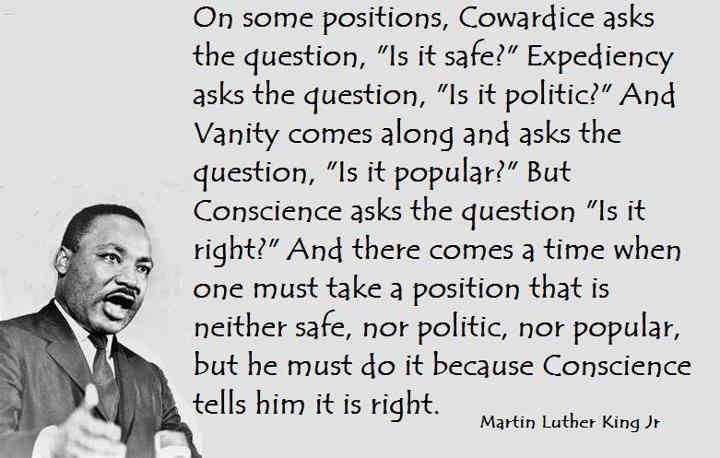 On some positions, Cowardice asks
the question, "Is it safe?" Expediency
asks the question, "Is it politic?" And
Vanity comes along and asks the
question, "Is it popular?" But
Conscience asks the question "Is it
right?" And there comes a time when
one must take a position that is
neither safe, nor politic, nor popular,
but he must do it because Conscience
tells him it is right.
Martin Luther King Jr